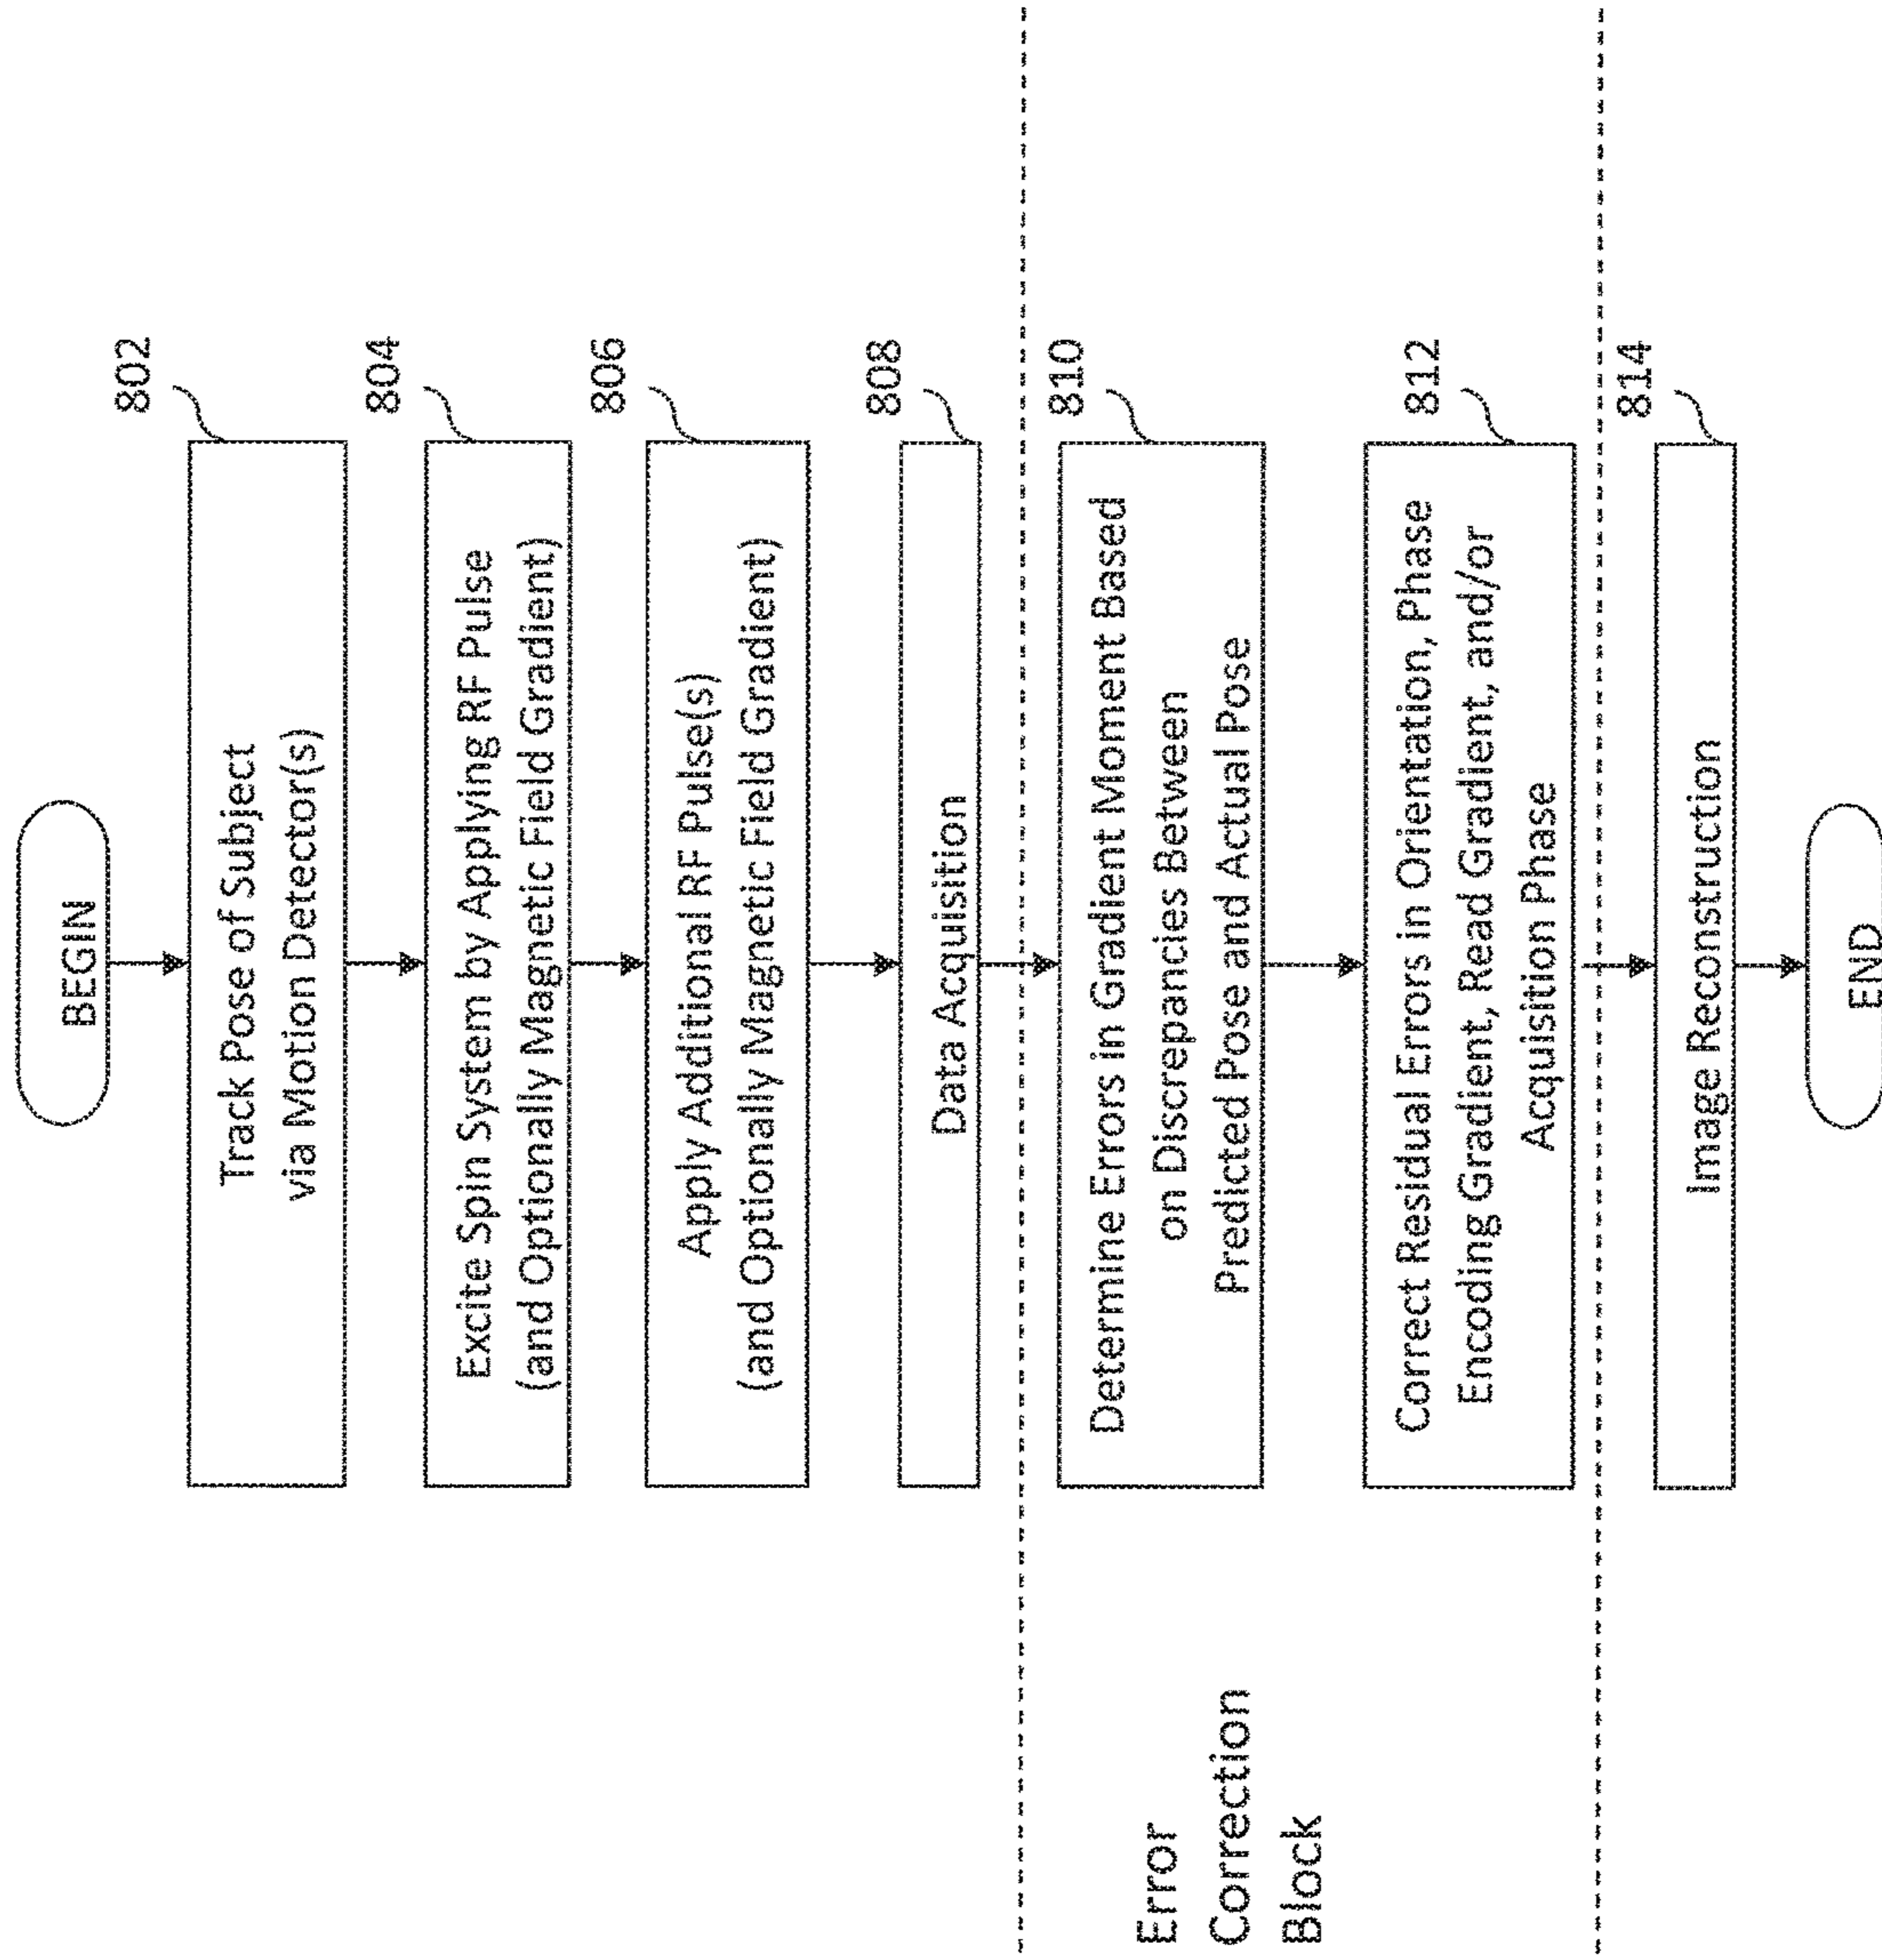 BEGIN
802
Track Pose of Subject
via Motion Detector(s)
804
Excite Spin System by Applying RF Pulse
(and Optionally Magnetic Field Gradient)
806
Apply Additional RF Pulse(s)
(and Optionally Magnetic Field Gradient)
808
Data Acquisition
Error
Correction
Block
810
Determine Errors in Gradient Moment Based
on Discrepancies Between
Predicted Pose and Actual Pose
812
Correct Residual Errors in Orientation, Phase
Encoding Gradient, Read Gradient, and/or
Acquisition Phase
814
Image Reconstruction
END